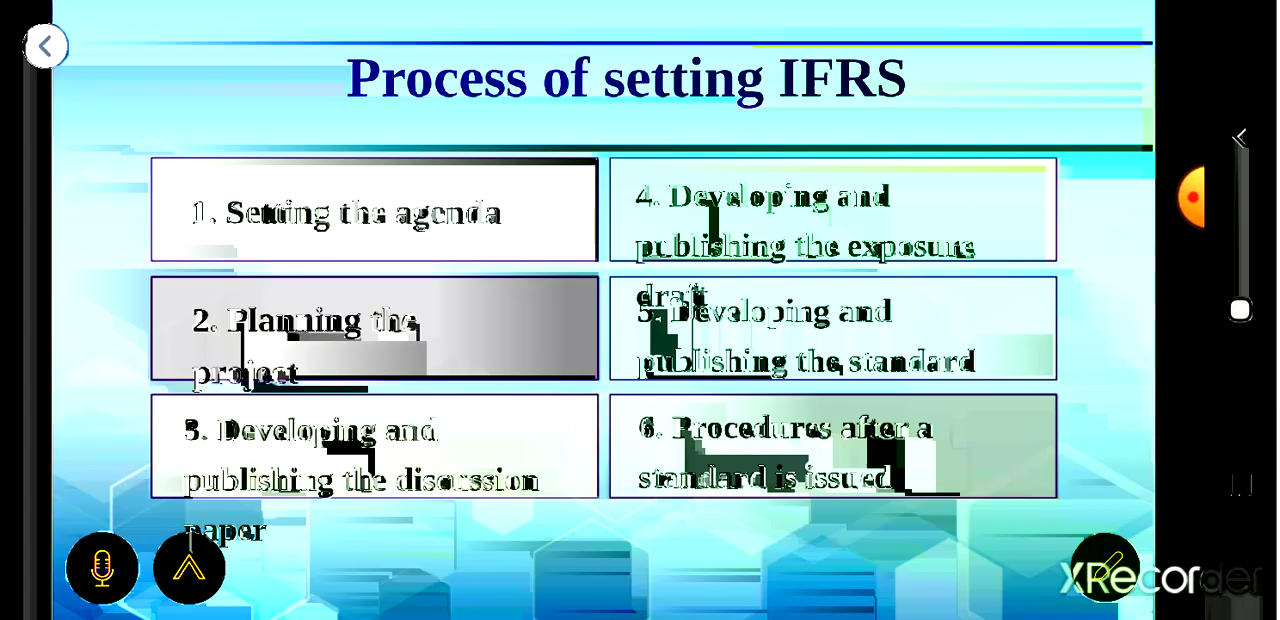 Process of setting IFRS
1. Setting the agenda
2. Planning the
project
3. Developing and
publishing the discussion
paper
4. Developing and
publishing the exposure
draft
5. Developing and
publishing the standard
6. Procedures after a
standard is issued
XRecorder